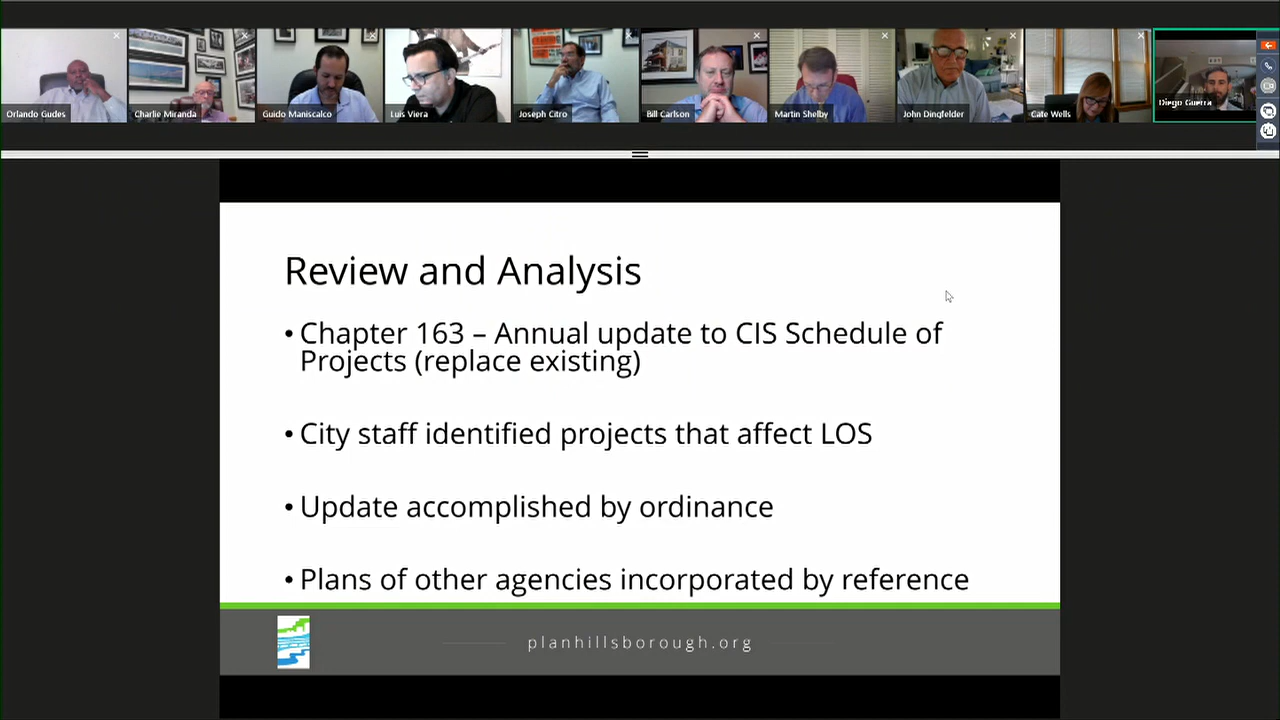 Orlando Gudes
Charlie Miranda
Guido Maniscalco
Luis Viera
Joseph Citro
Bill Carlson
Martin Shelby
John Dingfelder
Cate Wells
Diego Guerra
Review and Analysis
• Chapter 163 – Annual update to CIS Schedule of
Projects (replace existing)
• City staff identified projects that affect LOS
• Update accomplished by ordinance
• Plans of other agencies incorporated by reference
planhillsborough.org